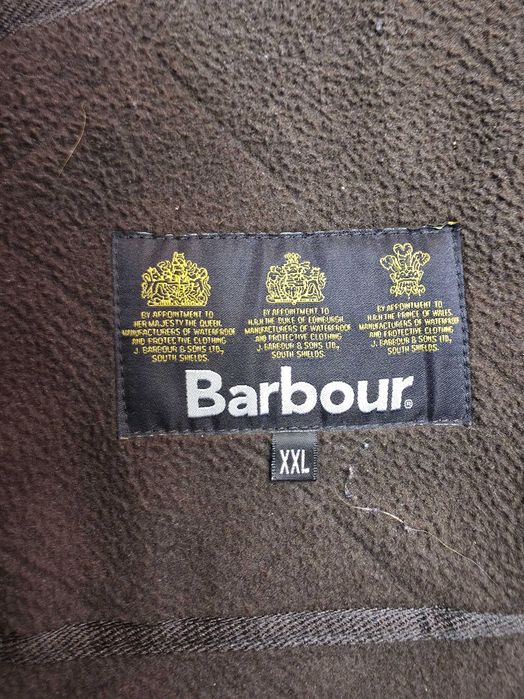 BY APPOINTMENT TO
HER MAJESTY THE QUEEN.
MANUFACTURERS OF WATERPROOF
AND PROTECTIVE CLOTHING
J. BARBOUR & SONS LTD.,
SOUTH SHIELDS.
BY APPOINTMENT TO
H.R.H THE DUKE OF EDINBURGH.
MANUFACTURERS OF WATERPROOF
AND PROTECTIVE CLOTHING
J. BARBOUR & SONS LTD,
SOUTH SHIELDS.
BY APPOINTMENT TO
H.R.H THE PRINCE OF WALES.
MANUFACTURERS OF WATERPROOF
AND PROTECTIVE CLOTHING
J. BARBOUR & SONS LTD.,
SOUTH SHIELDS.
Barbour®
XXL